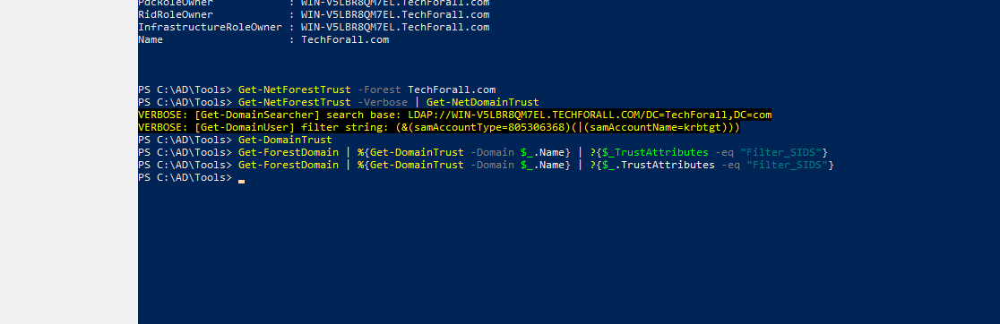 PdcRoleOwner : WIN-V5LBR8QM7EL.TechForall.com
RidRoleOwner : WIN-V5LBR8QM7EL.TechForall.com
InfrastructureRoleOwner : WIN-V5LBR8QM7EL.TechForall.com
Name : TechForall.com
PS C:\AD\Tools> Get-NetForestTrust -Forest TechForall.com
PS C:\AD\Tools> Get-NetForestTrust -Verbose | Get-NetDomainTrust
VERBOSE: [Get-DomainSearcher] search base: LDAP://WIN-V5LBR8QM7EL.TECHFORALL.COM/DC=TechForall,DC=com
VERBOSE: [Get-DomainUser] filter string: (&(samAccountType=805306368)(|(samAccountName=krbtgt)))
PS C:\AD\Tools> Get-DomainTrust
PS C:\AD\Tools> Get-ForestDomain | %{Get-DomainTrust -Domain $_.Name} | ?{$_TrustAttributes -eq "Filter_SIDS"}
PS C:\AD\Tools> Get-ForestDomain | %{Get-DomainTrust -Domain $_.Name} | ?{$_.TrustAttributes -eq "Filter_SIDS"}
PS C:\AD\Tools>